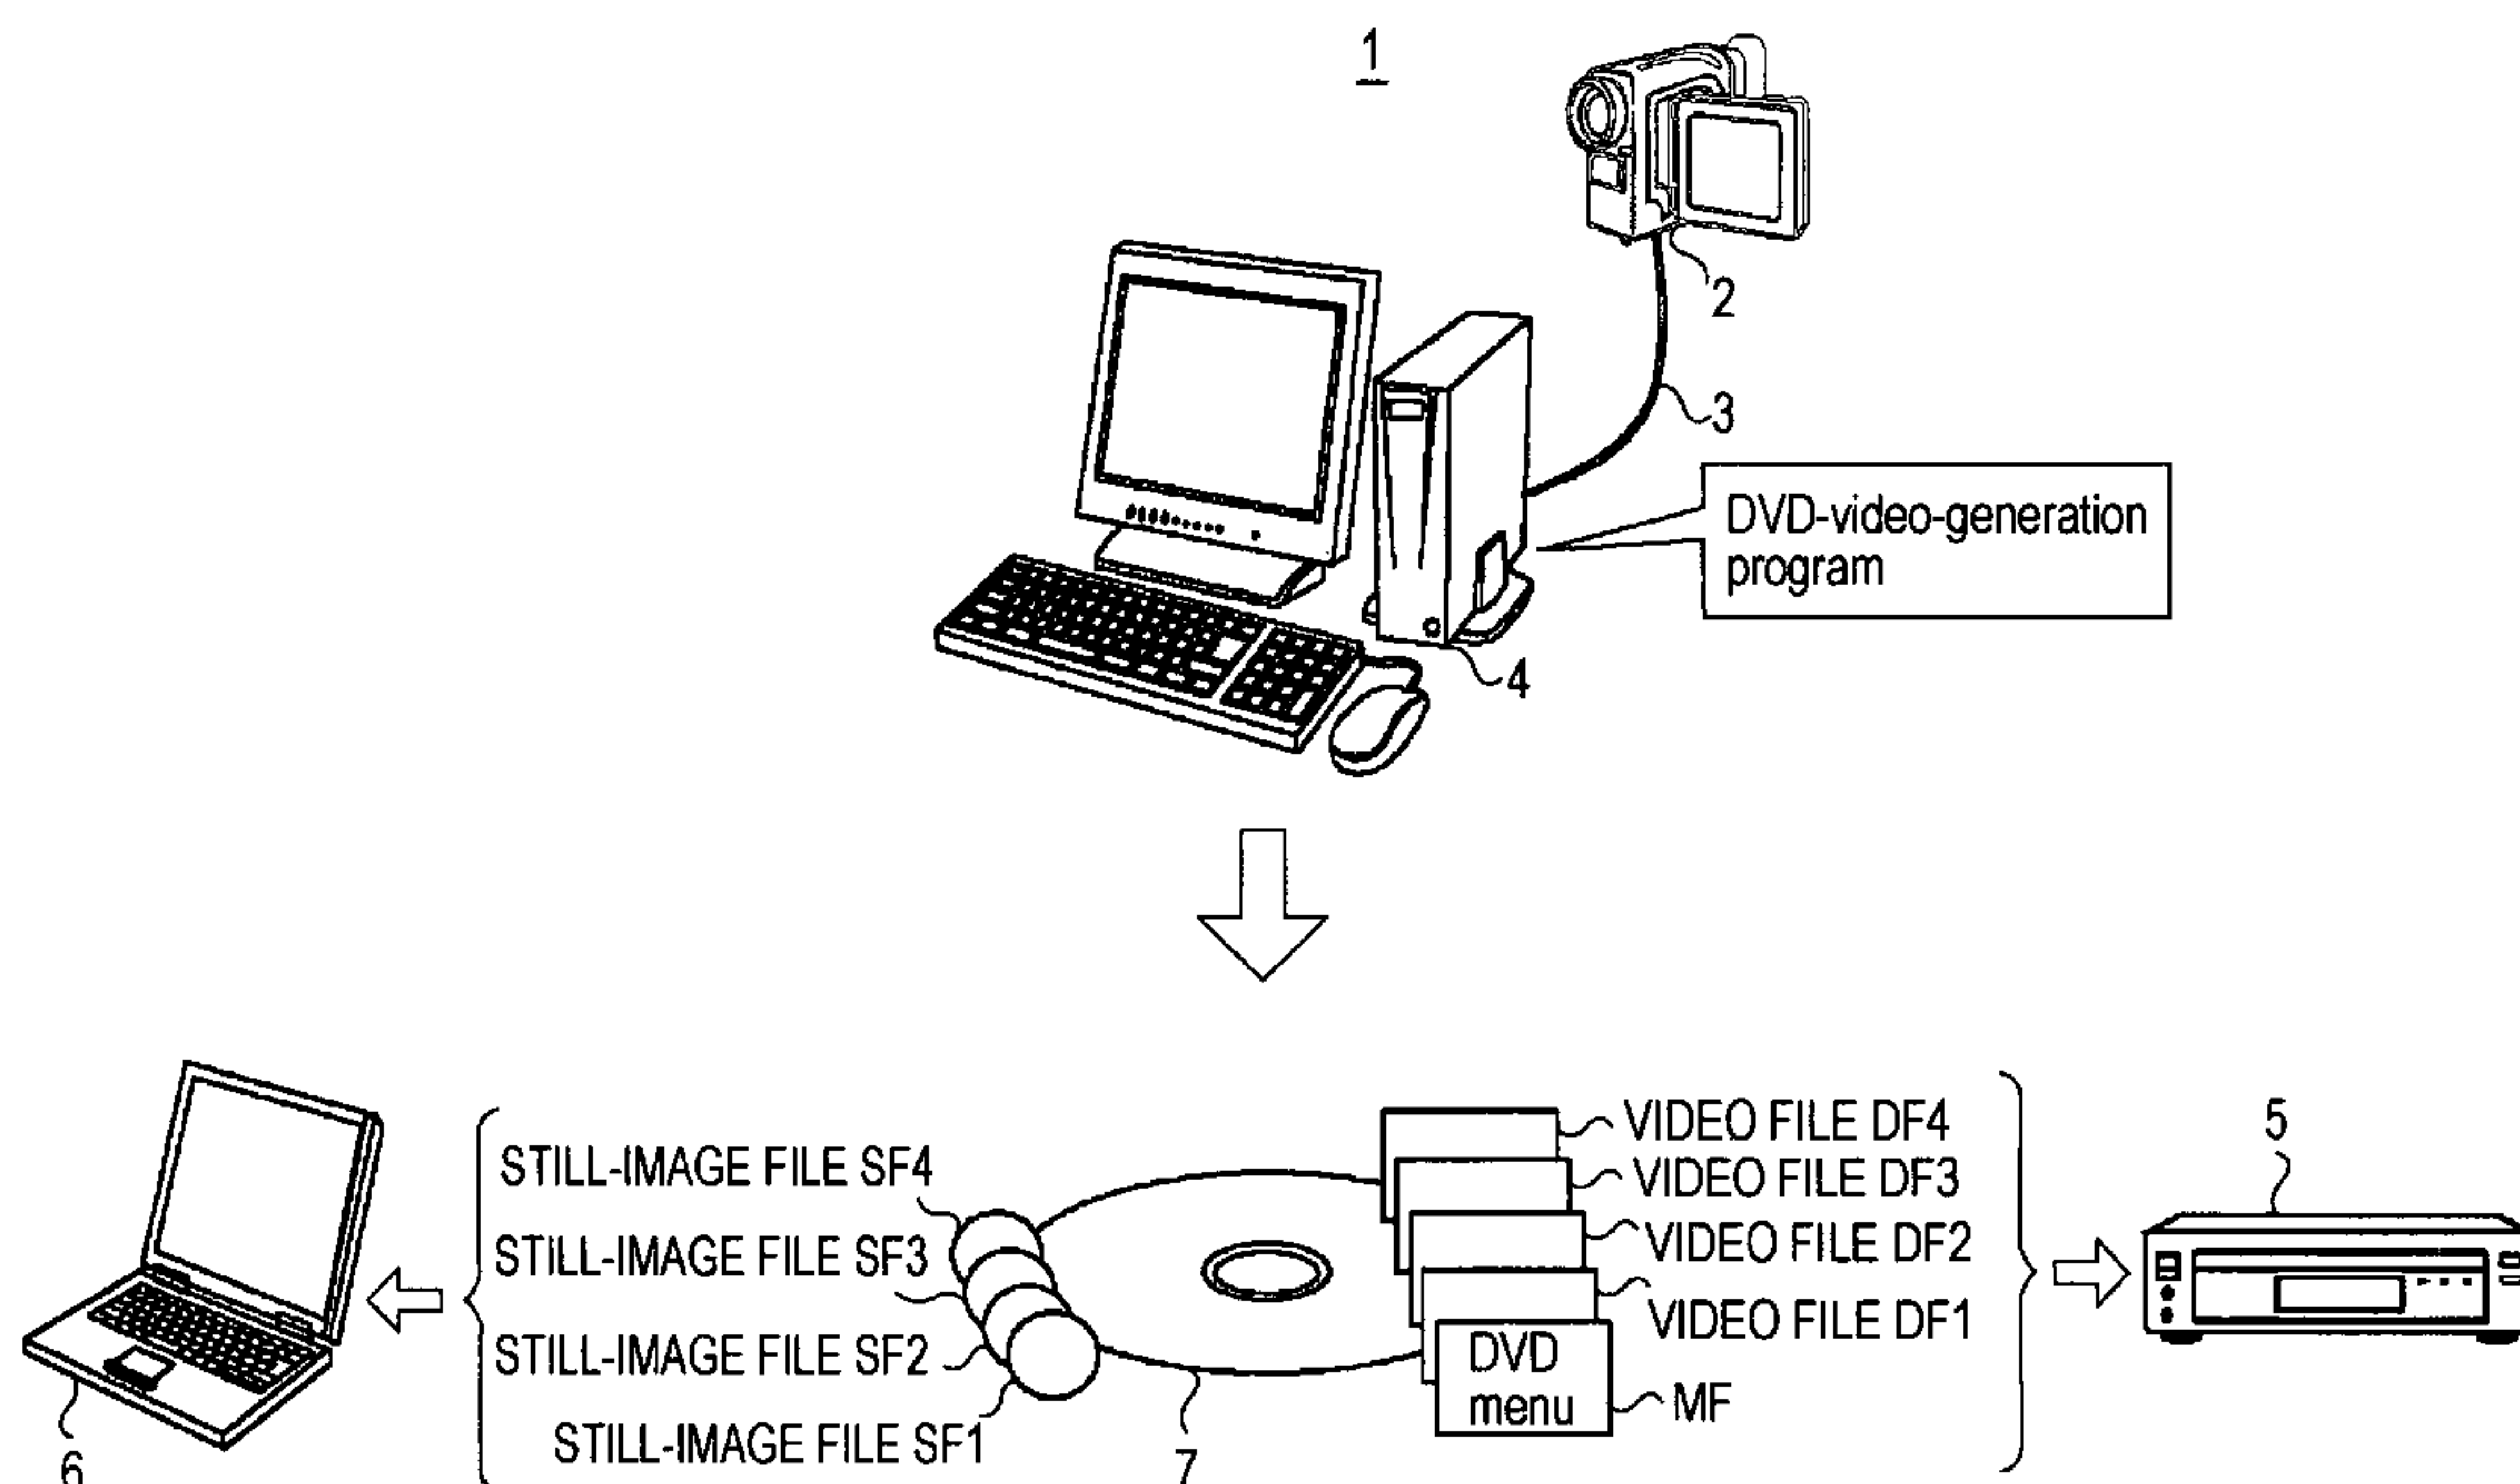 1
2
3
DVD-video-generation
program
4
VIDEO FILE DF4
5
STILL-IMAGE FILE SF4
VIDEO FILE DF3
STILL-IMAGE FILE SF3
VIDEO FILE DF2
VIDEO FILE DF1
STILL-IMAGE FILE SF2
DVD
menu
MF
STILL-IMAGE FILE SF1
6
7